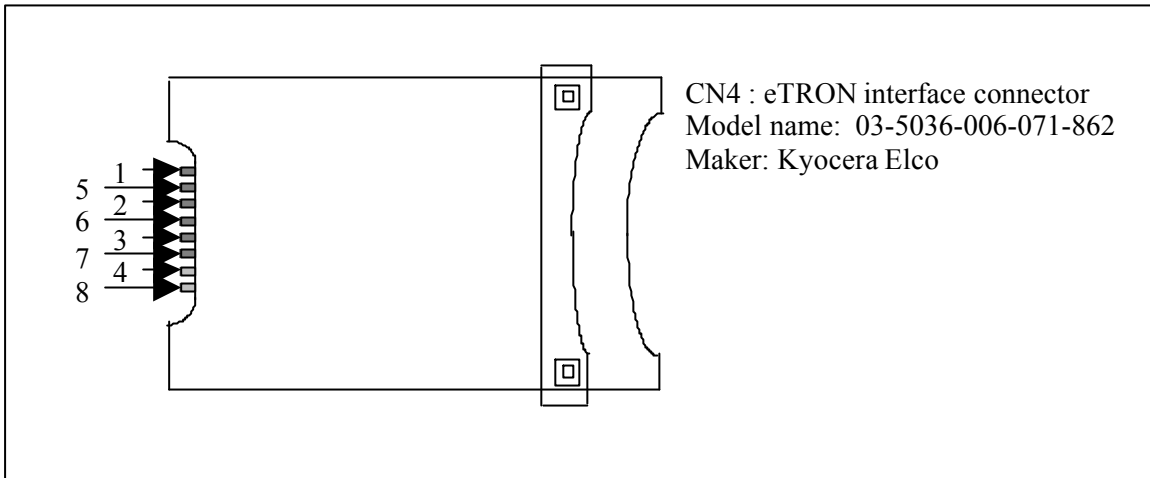 CN4 : eTRON interface connector
Model name: 03-5036-006-071-862
Maker: Kyocera Elco
1
5
2
6
3
7
4
8